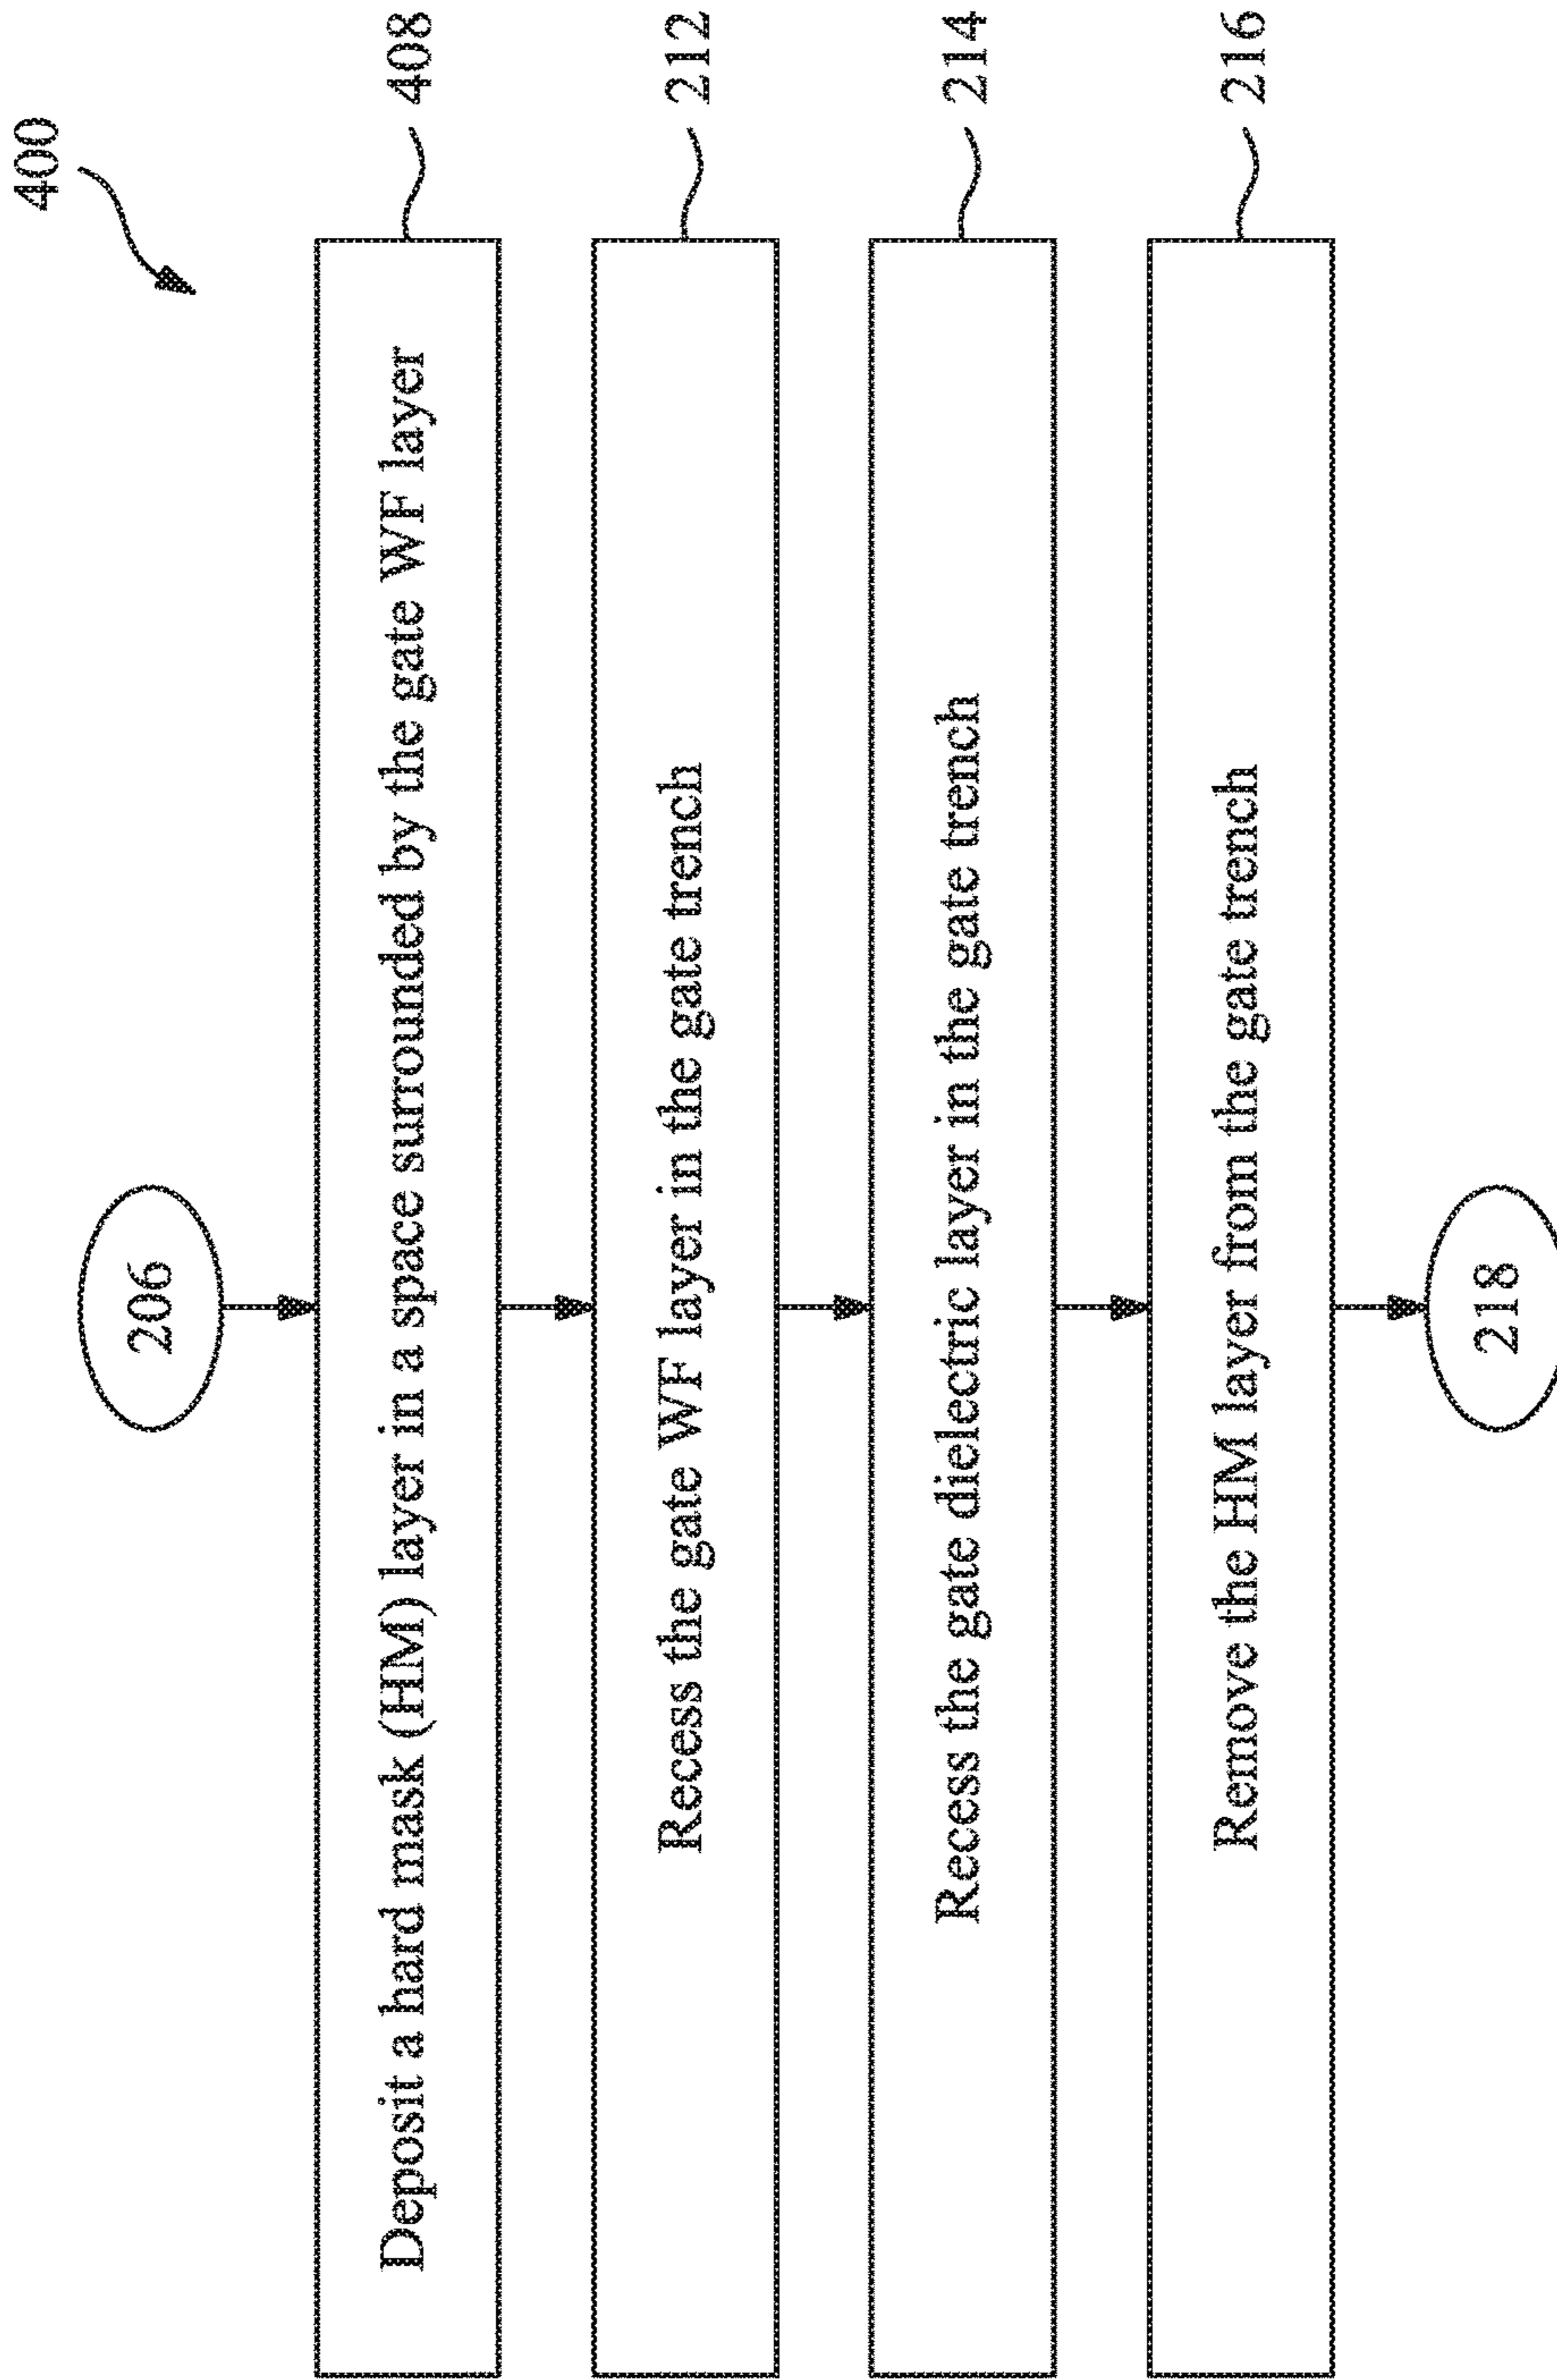 400
206
Deposit a hard mask (HM) layer in a space surrounded by the gate WF layer
408
Recess the gate WF layer in the gate trench
212
Recess the gate dielectric layer in the gate trench
214
Remove the HM layer from the gate trench
216
218